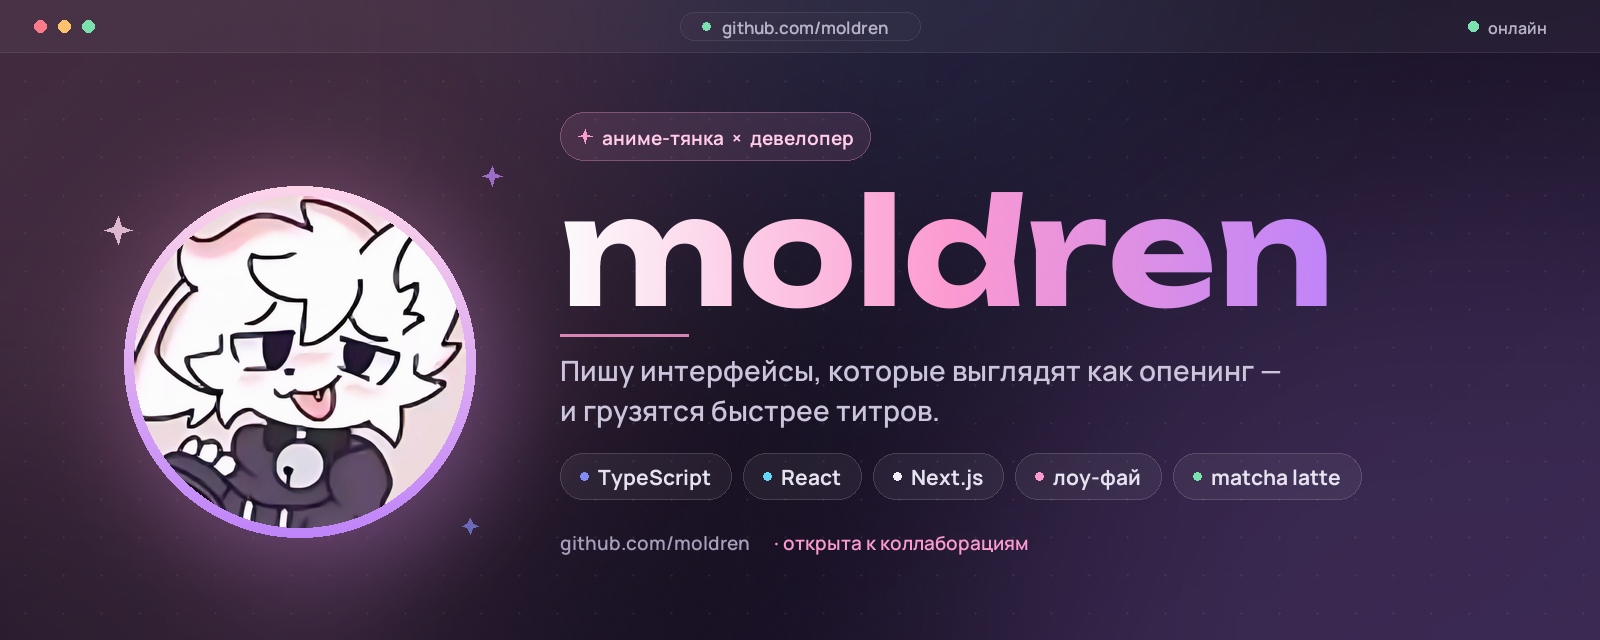 github.com/moldren
онлайн
аниме-тянка × девелопер
moldren
Пишу интерфейсы, которые выглядят как опенинг —
и грузятся быстрее титров.
TypeScript React Next.js лоу-фай matcha latte
github.com/moldren · открыта к коллаборациям